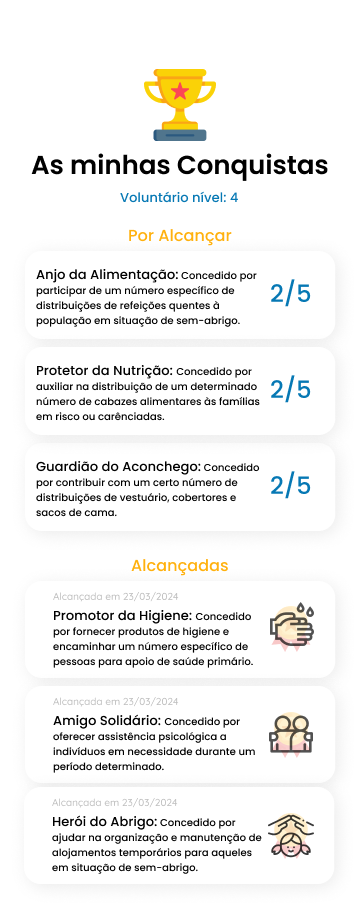 As minhas Conquistas
Voluntário nível: 4
Por Alcançar
Anjo da Alimentação: Concedido por
participar de um número específico de
distribuições de refeições quentes à
população em situação de sem-abrigo.
2/5
Protetor da Nutrição: Concedido por
auxiliar na distribuição de um determinado
número de cabazes alimentares às famílias
em risco ou carênciadas.
2/5
Guardião do Aconchego: Concedido
por contribuir com um certo número de
distribuições de vestuário, cobertores e
sacos de cama.
2/5
Alcançadas
Alcançada em 23/03/2024
Promotor da Higiene: Concedido
por fornecer produtos de higiene e
encaminhar um número específico de
pessoas para apoio de saúde primário.
Alcançada em 23/03/2024
Amigo Solidário: Concedido por
oferecer assistência psicológica a
indivíduos em necessidade durante um
período determinado.
Alcançada em 23/03/2024
Herói do Abrigo: Concedido por
ajudar na organização e manutenção de
alojamentos temporários para aqueles
em situação de sem-abrigo.